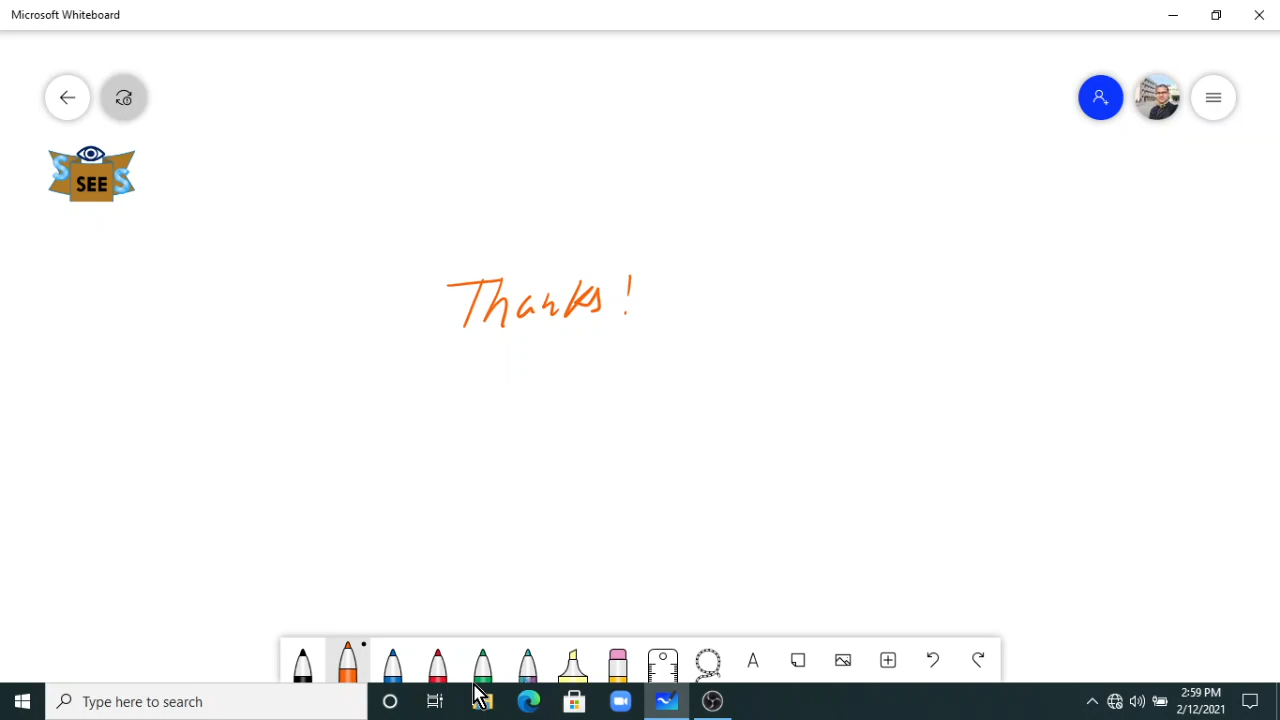 Microsoft Whiteboard
S SEE S
Thanks!
A
Type here to search
2:59 PM
2/12/2021